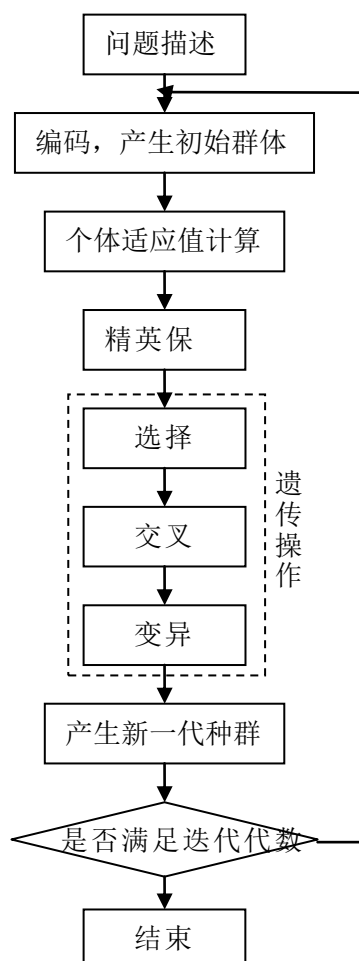 问题描述
编码，产生初始群体
个体适应值计算
精英保
选择
交叉
变异
遗传操作
产生新一代种群
是否满足迭代代数
结束